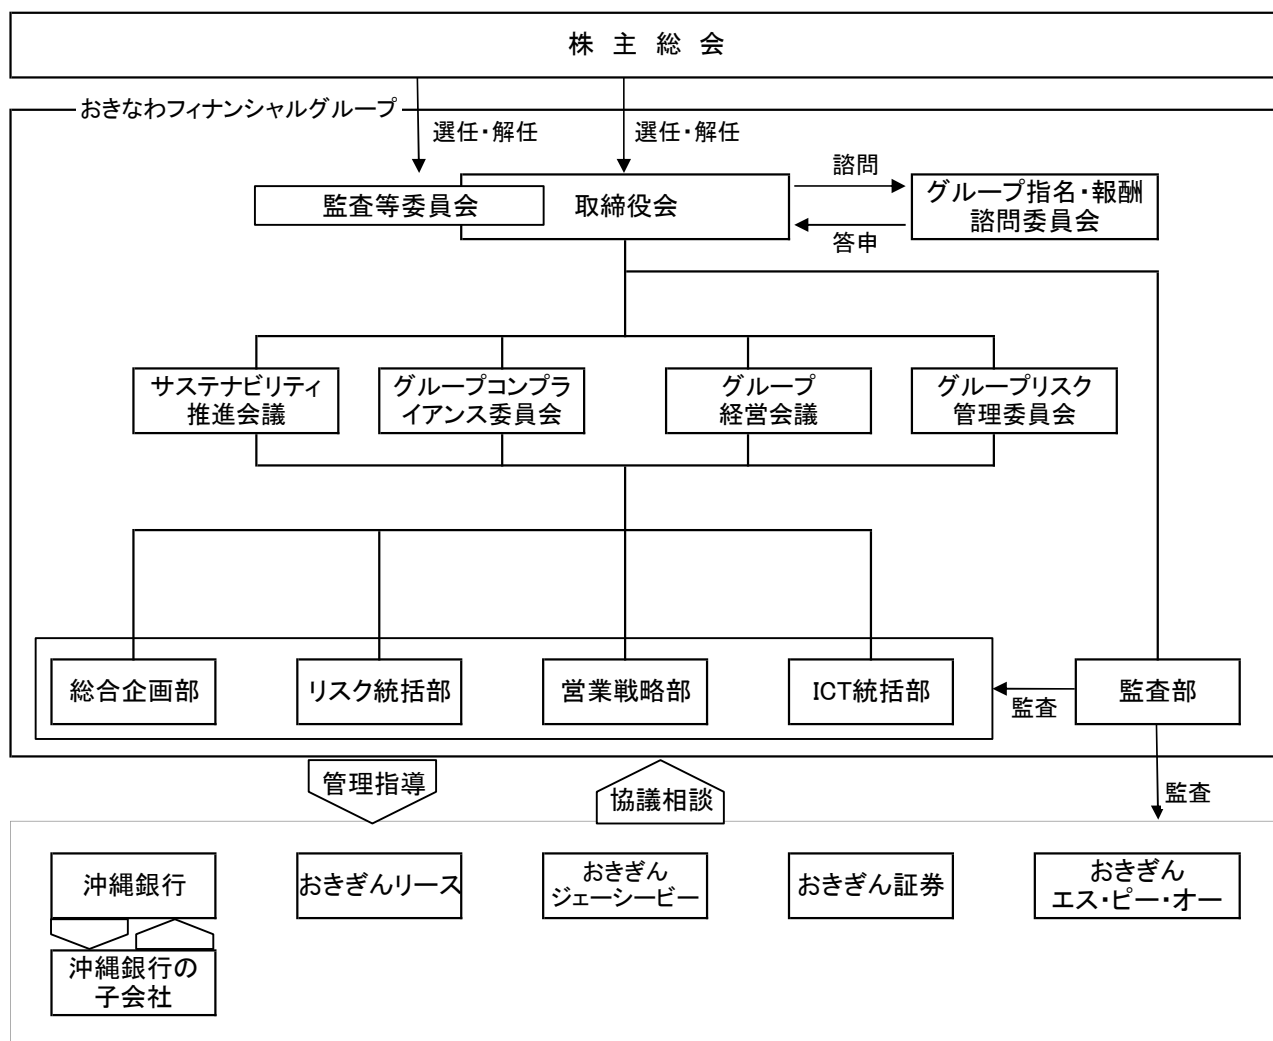 株主総会
おきなわフィナンシャルグループ
選任・解任
選任・解任
監査等委員会
取締役会
諮問
答申
グループ指名・報酬
諮問委員会
サステナビリティ
推進会議
グループコンプラ
イアンス委員会
グループ
経営会議
グループリスク
管理委員会
総合企画部
リスク統括部
営業戦略部
ICT統括部
監査
監査部
管理指導
協議相談
監査
沖縄銀行
おきぎんリース
おきぎん
ジェーシービー
おきぎん証券
おきぎん
エス・ピー・オー
沖縄銀行の
子会社